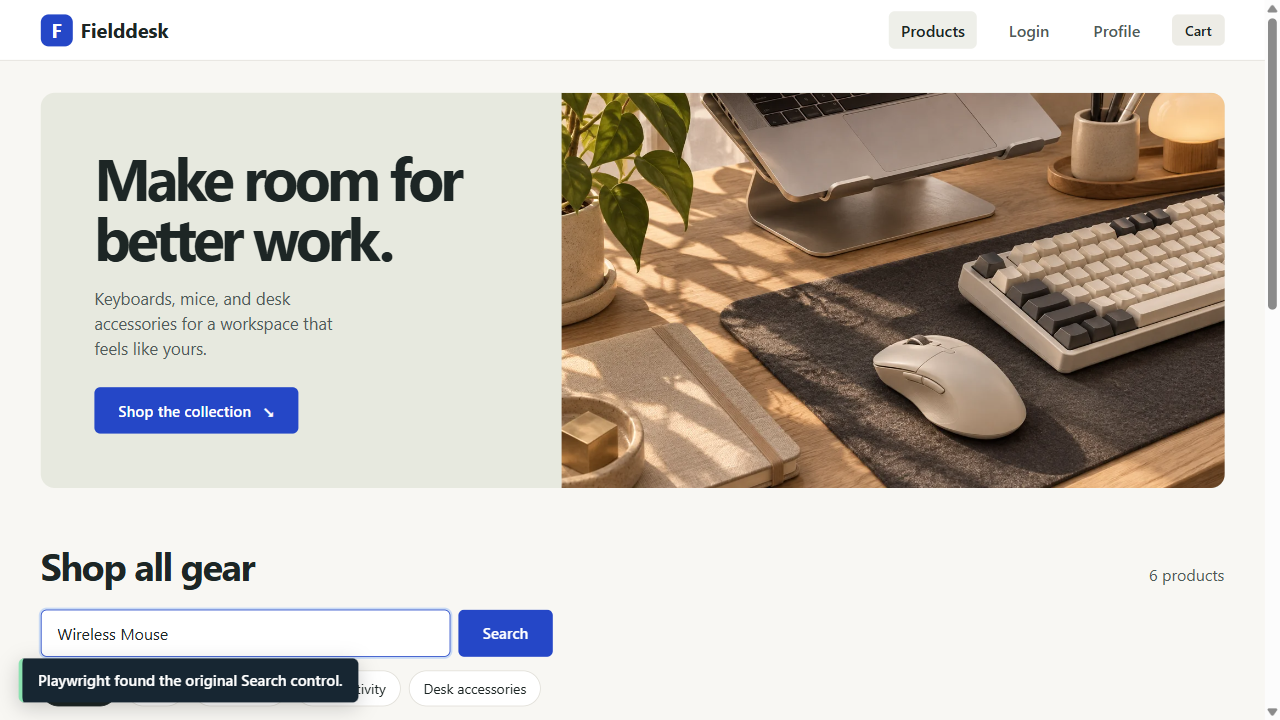 F Fielddesk
Products Login Profile Cart
Make room for
better work.
Keyboards, mice, and desk
accessories for a workspace that
feels like yours.
Shop the collection ↘
Shop all gear
6 products
Wireless Mouse
Search
Playwright found the original Search control.
Desk accessories